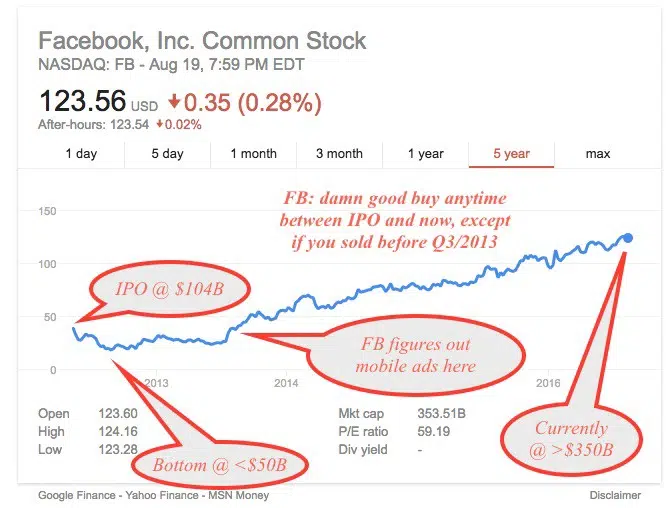 Facebook, Inc. Common Stock
NASDAQ: FB - Aug 19, 7:59 PM EDT
123.56 USD ↓0.35 (0.28%)
After-hours: 123.54 ↓0.02%
1 day 5 day 1 month 3 month 1 year 5 year max
FB: damn good buy anytime
between IPO and now, except
if you sold before Q3/2013
150
100
50
0
IPO @ $104B
FB figures out
mobile ads here
2013 2014 2016
Open 123.60
High 124.16
Low 123.28
Mkt cap 353.51B
P/E ratio 59.19
Div yield -
Bottom @ <$50B
Currently
@ >$350B
Google Finance - Yahoo Finance - MSN Money
Disclaimer